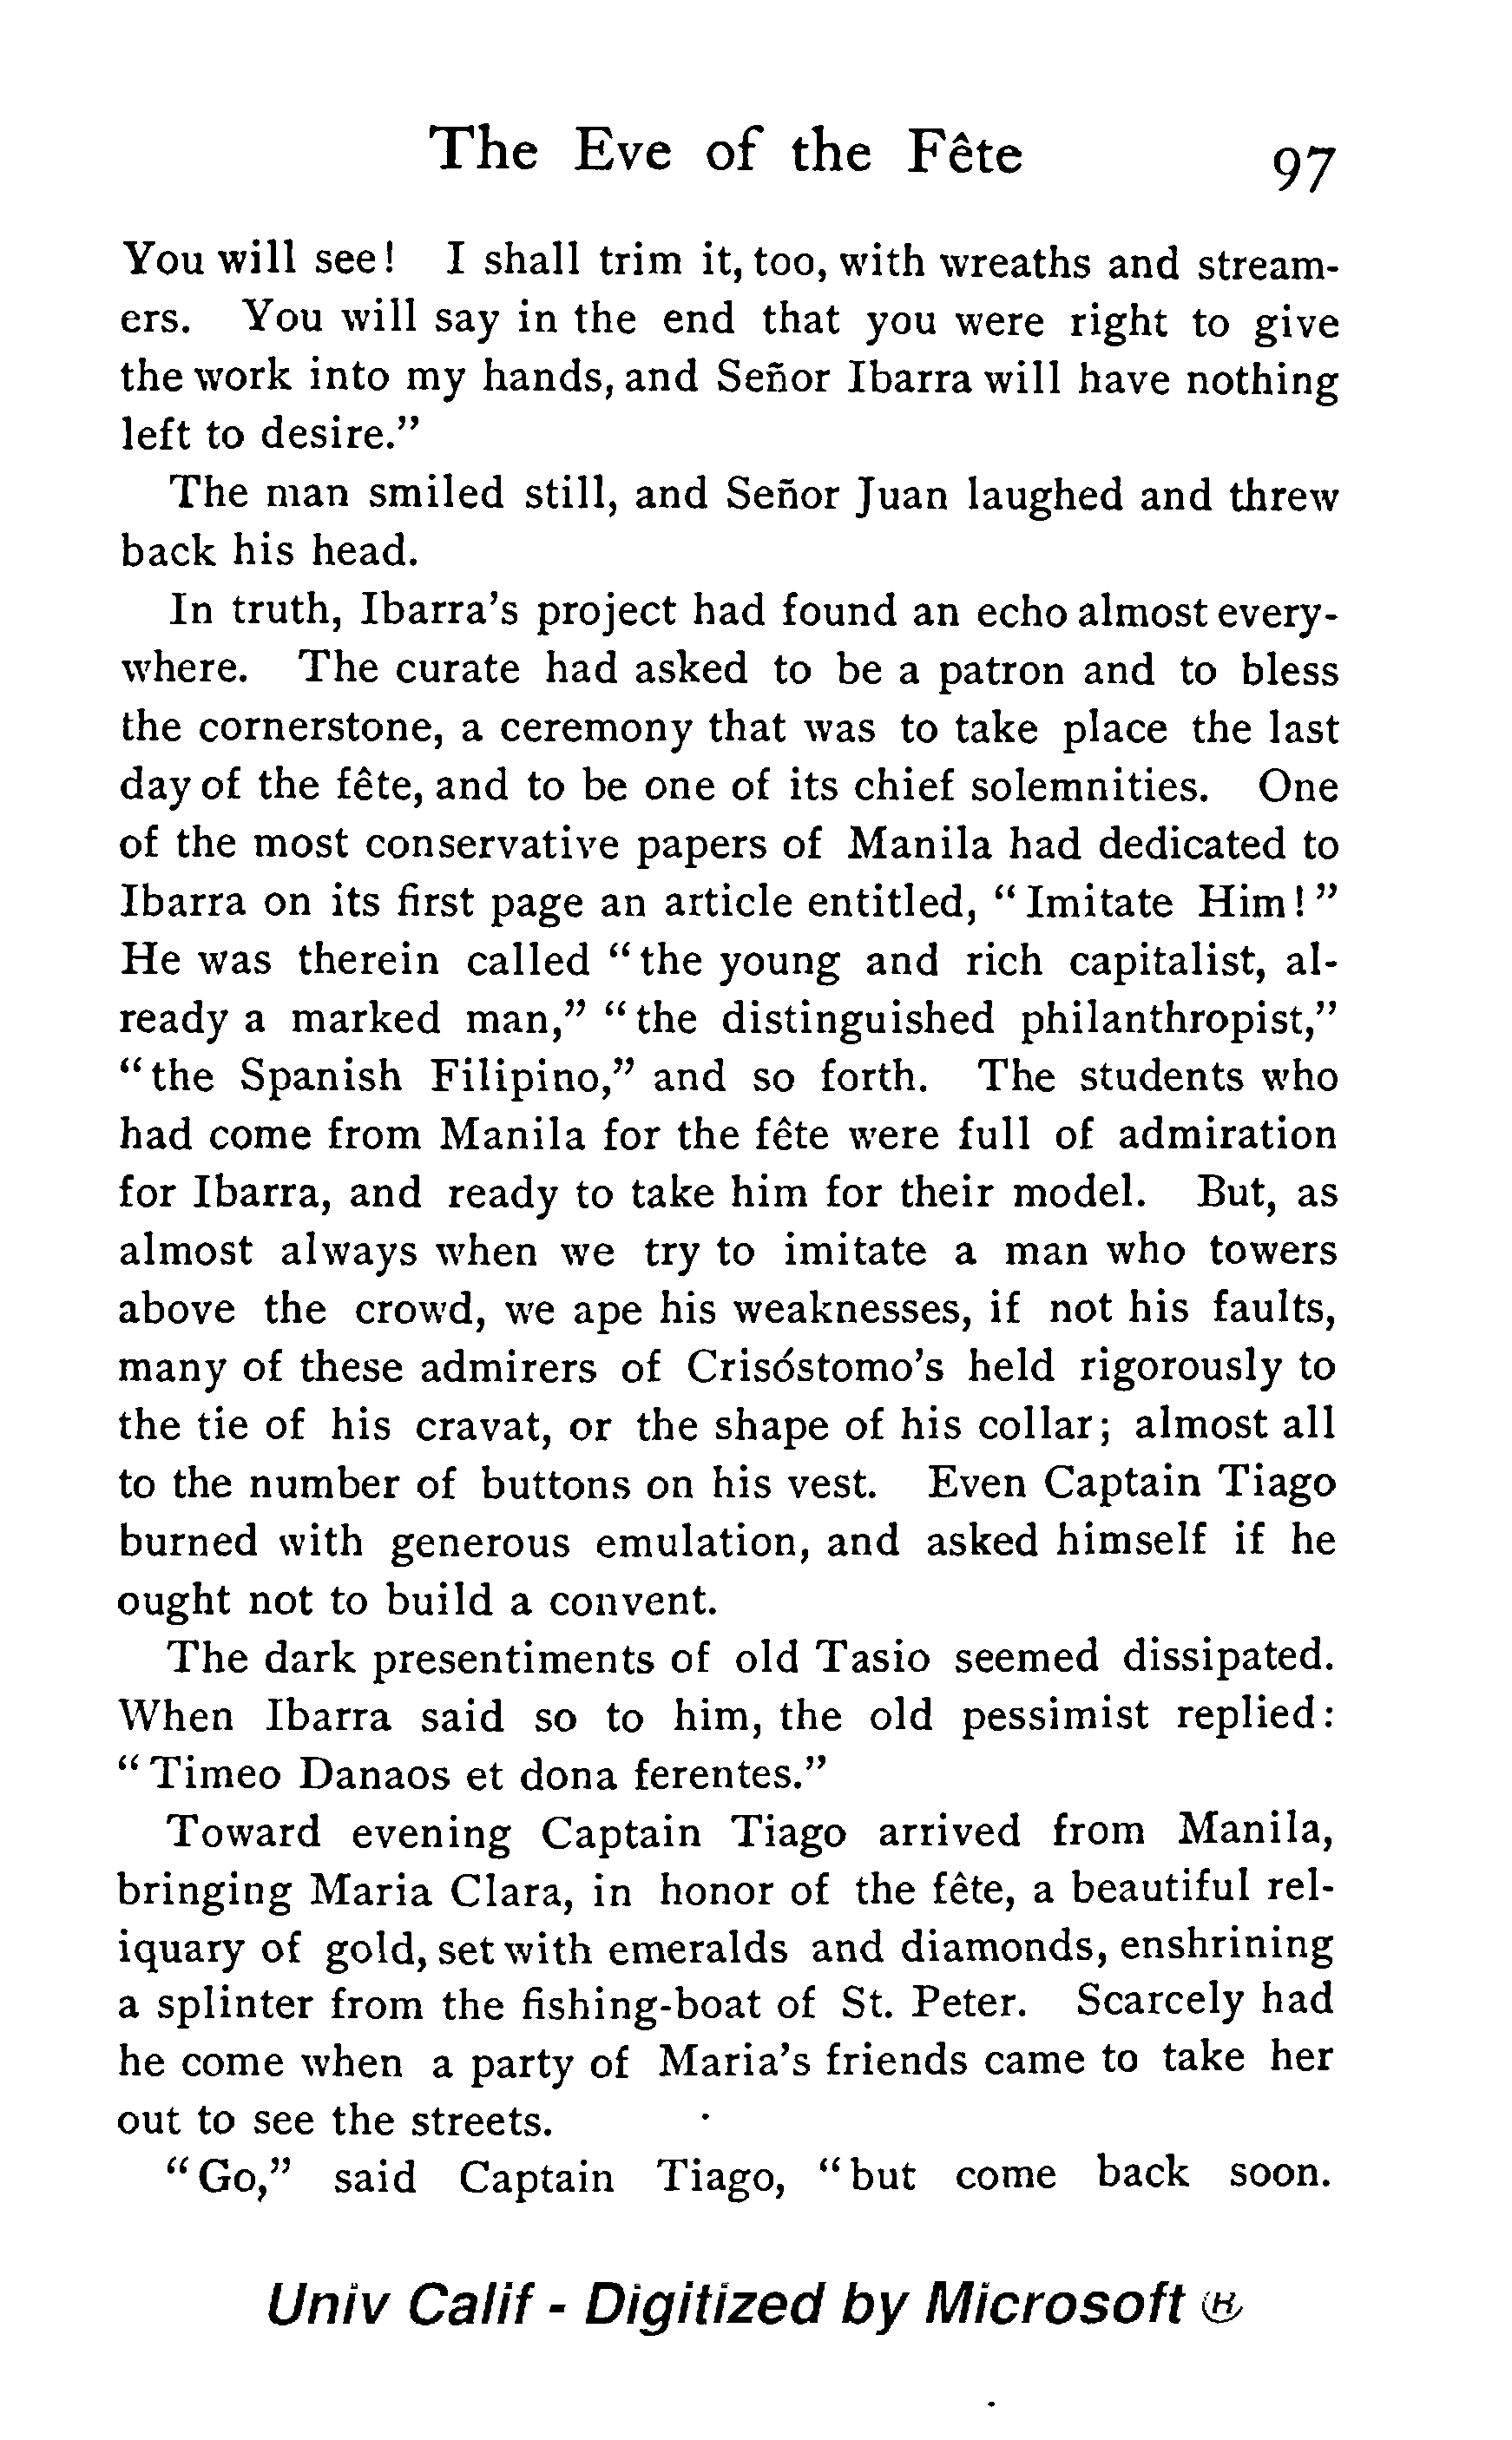 The Eve of the Fête 97
You will see! I shall trim it, too, with wreaths and stream-
ers. You will say in the end that you were right to give
the work into my hands, and Señor Ibarra will have nothing
left to desire.”
The man smiled still, and Señor Juan laughed and threw
back his head.
In truth, Ibarra’s project had found an echo almost every-
where. The curate had asked to be a patron and to bless
the cornerstone, a ceremony that was to take place the last
day of the fête, and to be one of its chief solemnities. One
of the most conservative papers of Manila had dedicated to
Ibarra on its first page an article entitled, “Imitate Him!”
He was therein called “the young and rich capitalist, al-
ready a marked man,” “the distinguished philanthropist,”
“the Spanish Filipino,” and so forth. The students who
had come from Manila for the fête were full of admiration
for Ibarra, and ready to take him for their model. But, as
almost always when we try to imitate a man who towers
above the crowd, we ape his weaknesses, if not his faults,
many of these admirers of Crisóstomo’s held rigorously to
the tie of his cravat, or the shape of his collar; almost all
to the number of buttons on his vest. Even Captain Tiago
burned with generous emulation, and asked himself if he
ought not to build a convent.
The dark presentiments of old Tasio seemed dissipated.
When Ibarra said so to him, the old pessimist replied:
“Timeo Danaos et dona ferentes.”
Toward evening Captain Tiago arrived from Manila,
bringing Maria Clara, in honor of the fête, a beautiful rel-
iquary of gold, set with emeralds and diamonds, enshrining
a splinter from the fishing-boat of St. Peter. Scarcely had
he come when a party of Maria’s friends came to take her
out to see the streets.
“Go,” said Captain Tiago, “but come back soon.
Univ Calif - Digitized by Microsoft ®